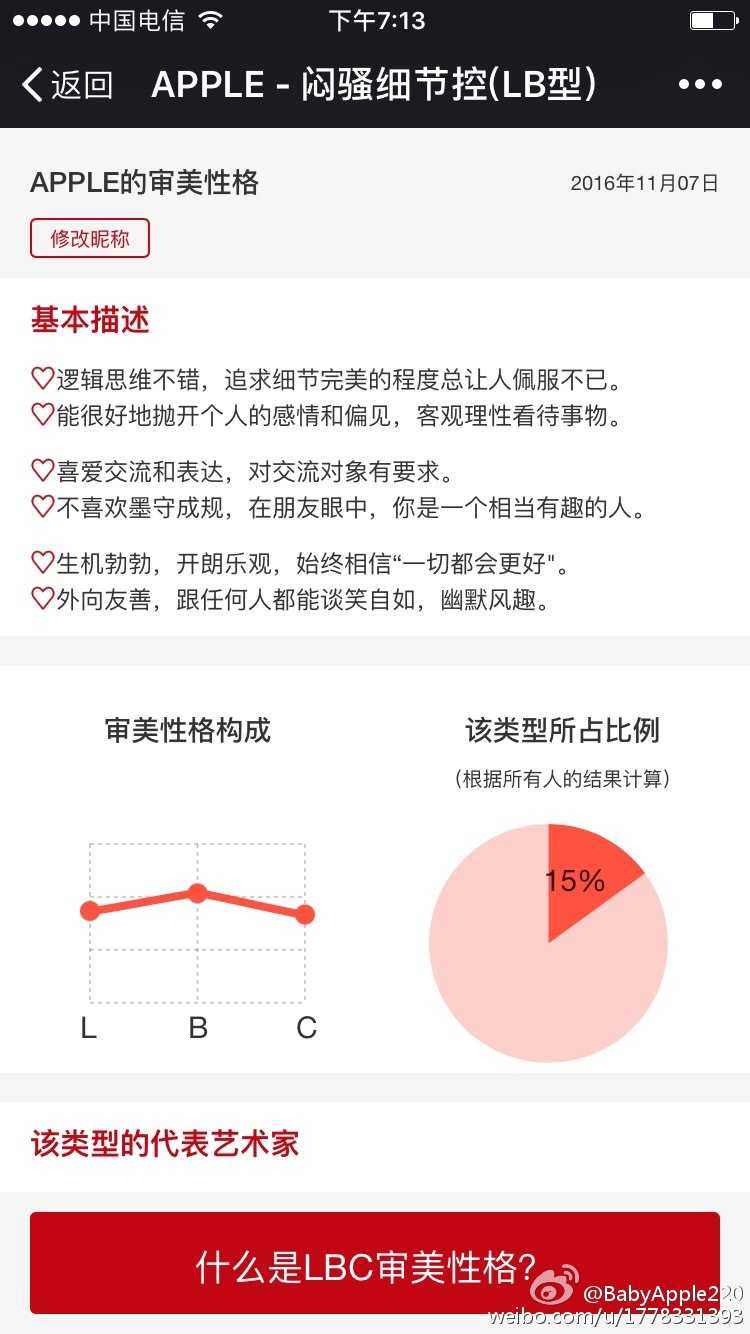 中国电信 下午7:13
返回 APPLE - 闷骚细节控(LB型)
APPLE的审美性格 2016年11月07日
修改昵称
基本描述
♡逻辑思维不错，追求细节完美的程度总让人佩服不已。
♡能很好地抛开个人的感情和偏见，客观理性看待事物。
♡喜爱交流和表达，对交流对象有要求。
♡不喜欢墨守成规，在朋友眼中，你是一个相当有趣的人。
♡生机勃勃，开朗乐观，始终相信“一切都会更好"。
♡外向友善，跟任何人都能谈笑自如，幽默风趣。
审美性格构成 该类型所占比例
（根据所有人的结果计算）
15%
L B C
该类型的代表艺术家
什么是LBC审美性格?
@BabyApple220
weibo.com/u/1778331393